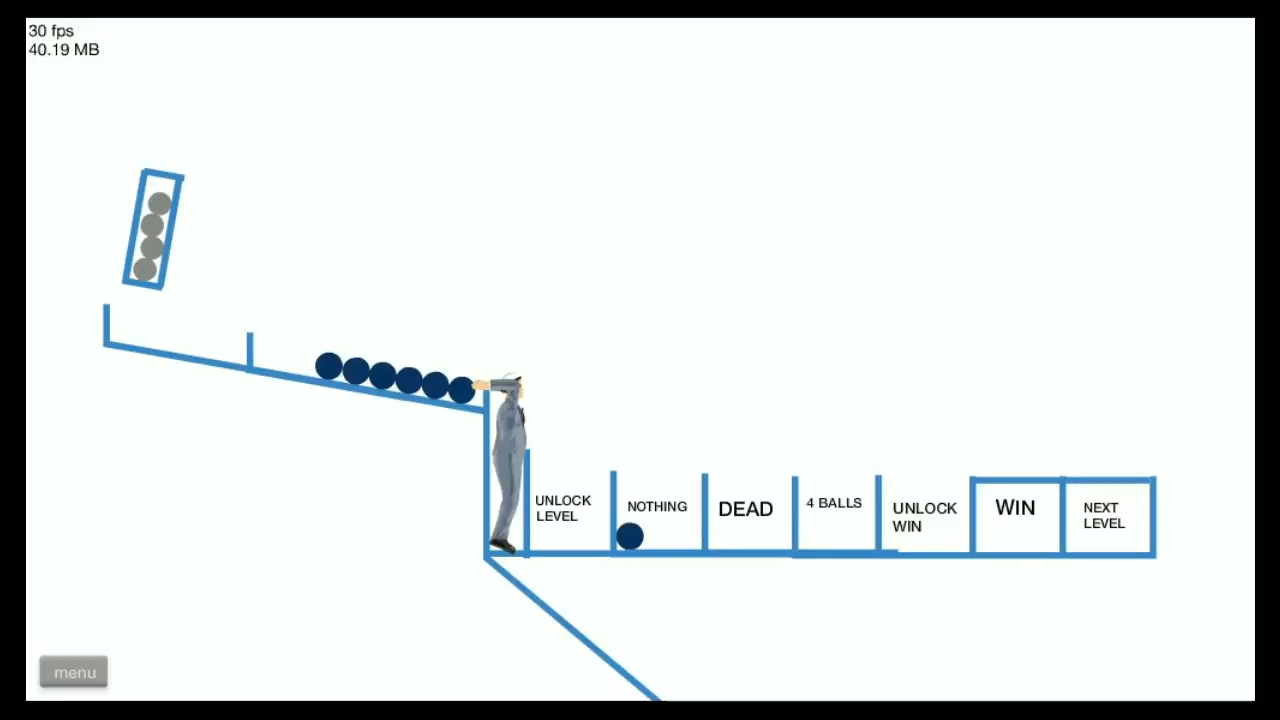 30 fps
40.19 MB
UNLOCK
LEVEL
NOTHING
DEAD
4 BALLS
UNLOCK
WIN
WIN
NEXT
LEVEL
menu